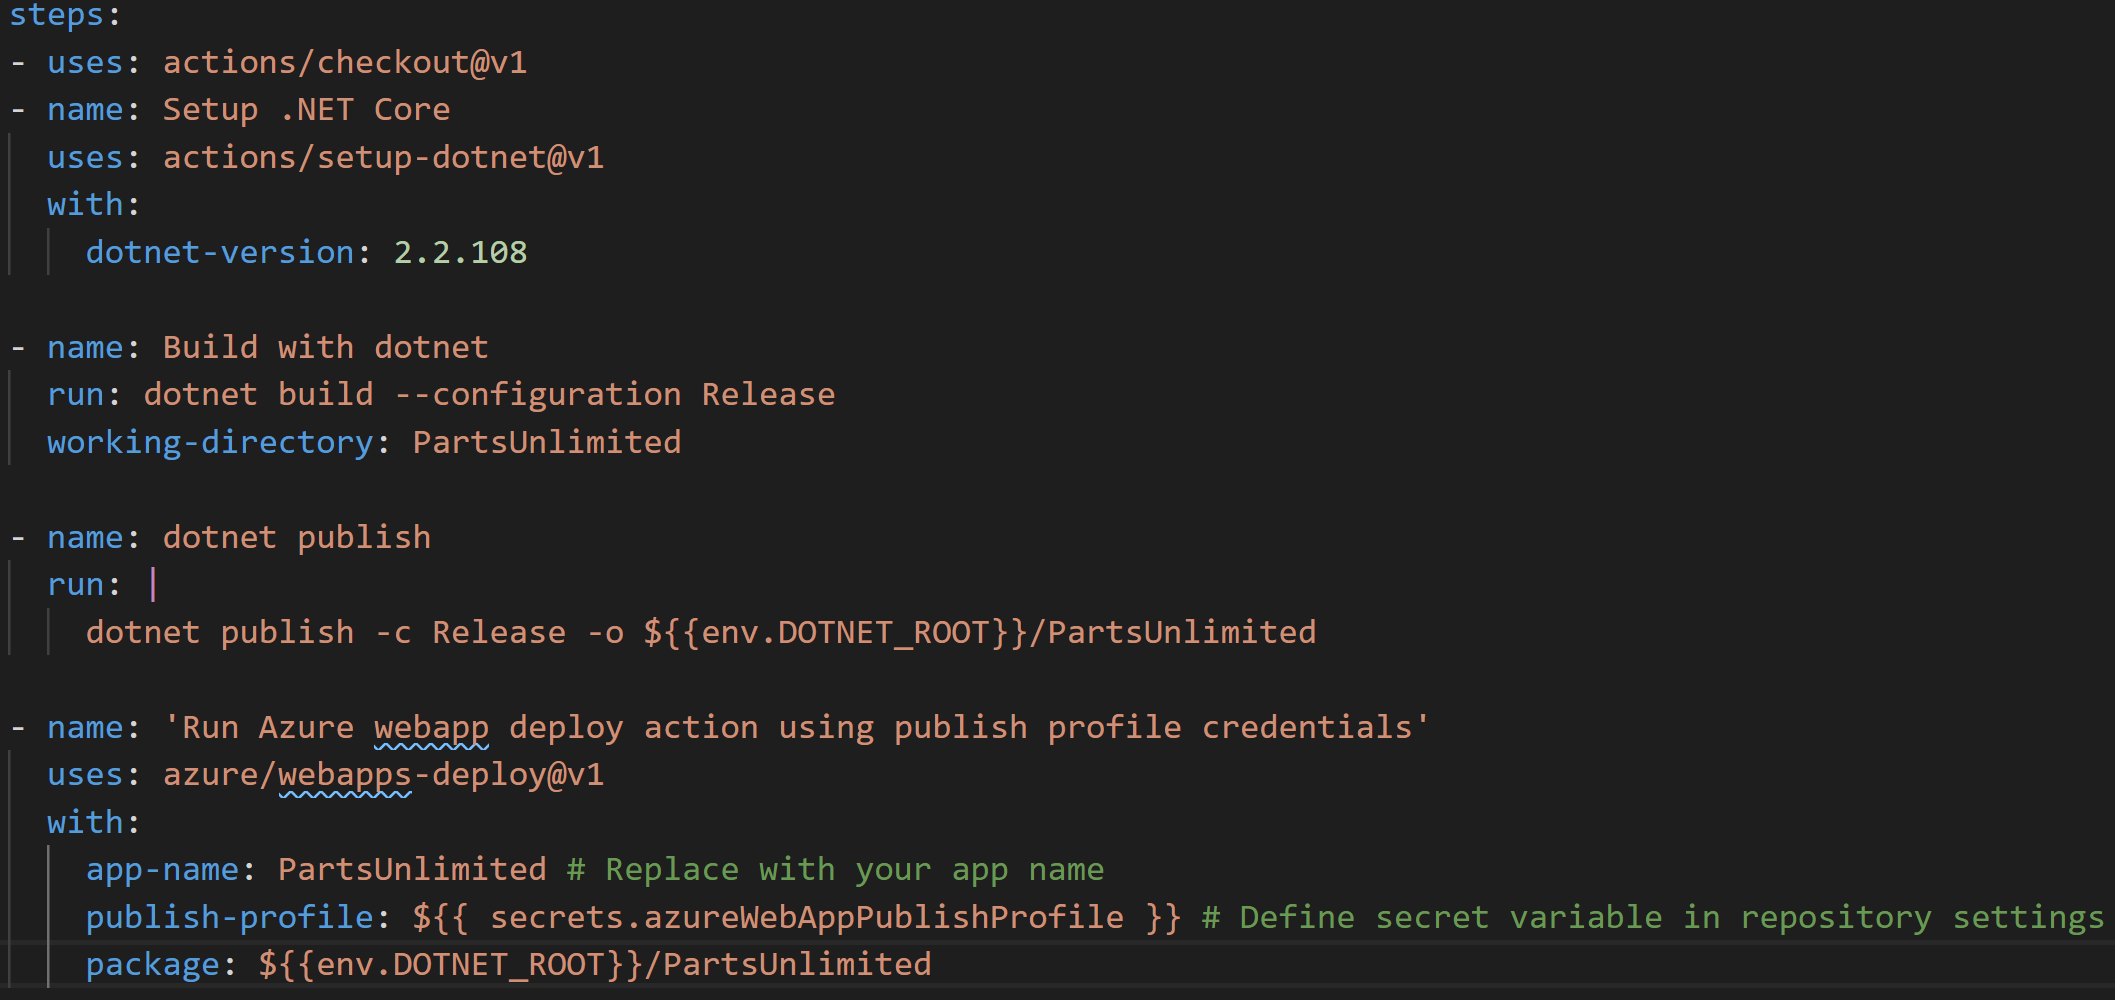 steps:
- uses: actions/checkout@v1
- name: Setup .NET Core
  uses: actions/setup-dotnet@v1
  with:
    dotnet-version: 2.2.108

- name: Build with dotnet
  run: dotnet build --configuration Release
  working-directory: PartsUnlimited

- name: dotnet publish
  run: |
    dotnet publish -c Release -o ${{env.DOTNET_ROOT}}/PartsUnlimited

- name: 'Run Azure webapp deploy action using publish profile credentials'
  uses: azure/webapps-deploy@v1
  with:
    app-name: PartsUnlimited # Replace with your app name
    publish-profile: ${{ secrets.azureWebAppPublishProfile }} # Define secret variable in repository settings
    package: ${{env.DOTNET_ROOT}}/PartsUnlimited